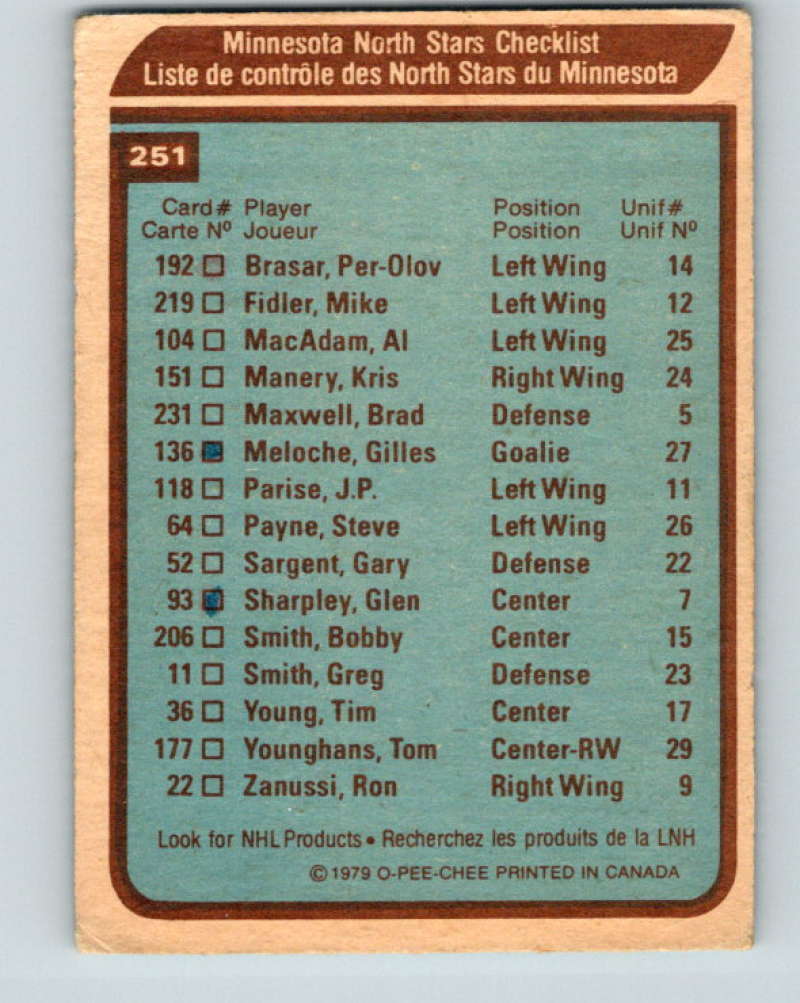 Minnesota North Stars Checklist
Liste de contrôle des North Stars du Minnesota
251
Card# Player Position Unif#
Carte Nº Joueur Position Unif Nº
192 □ Brasar, Per-Olov Left Wing 14
219 □ Fidler, Mike Left Wing 12
104 □ MacAdam, Al Left Wing 25
151 □ Manery, Kris Right Wing 24
231 □ Maxwell, Brad Defense 5
136 ■ Meloche, Gilles Goalie 27
118 □ Parise, J.P. Left Wing 11
64 □ Payne, Steve Left Wing 26
52 □ Sargent, Gary Defense 22
93 ■ Sharpley, Glen Center 7
206 □ Smith, Bobby Center 15
11 □ Smith, Greg Defense 23
36 □ Young, Tim Center 17
177 □ Younghans, Tom Center-RW 29
22 □ Zanussi, Ron Right Wing 9
Look for NHL Products • Recherchez les produits de la LNH
© 1979 O-PEE-CHEE PRINTED IN CANADA